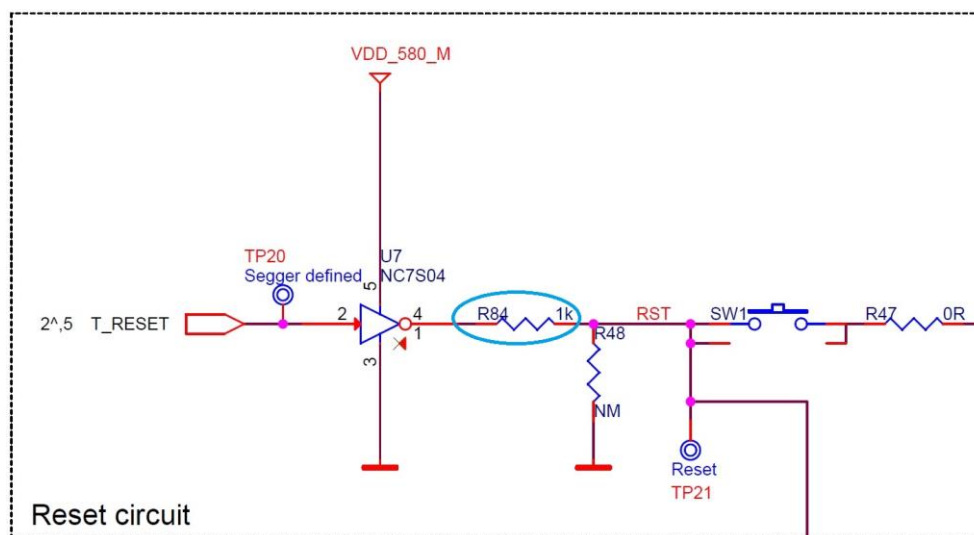 VDD_580_M
TP20
Segger defined
U7
NC7S04
5
2^,5 T_RESET
2
4
1
3
R84 1k
RST
SW1
R47 0R
R48
NM
Reset
TP21
Reset circuit